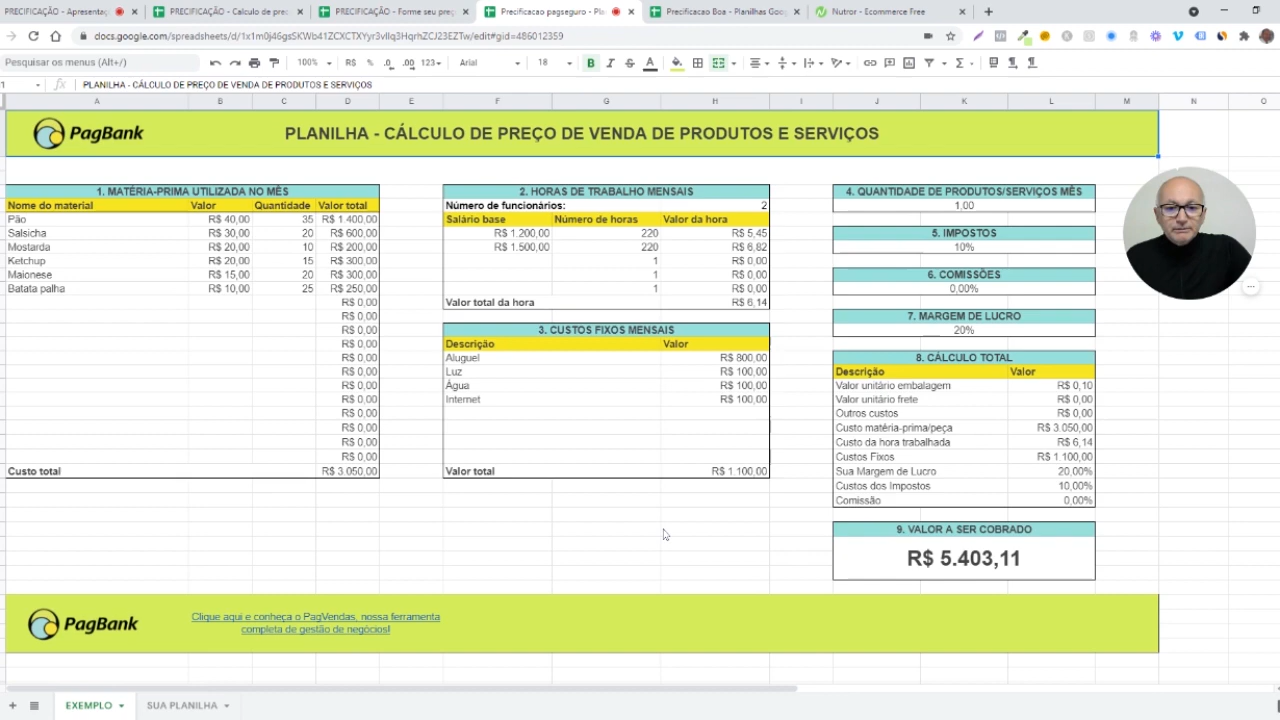 PRECIFICAÇÃO - Apresentaç
PRECIFICAÇÃO - Calculo de prec
PRECIFICAÇÃO - Forme seu preç
Precificacao pagseguro - Pla
Precificacao Boa - Planilhas Goog
Nutror - Ecommerce Free
docs.google.com/spreadsheets/d/1x1m0j46gsSKWb41ZCXCTXYyr3vIlq3HqrhZCJ23EZTw/edit#gid=486012359
Pesquisar os menus (Alt+/)
100%
R$ % .0 .00 123
Arial
18
B I S A
PLANILHA - CÁLCULO DE PREÇO DE VENDA DE PRODUTOS E SERVIÇOS
A B C D E F G H I J K L M N O
PagBank
PLANILHA - CÁLCULO DE PREÇO DE VENDA DE PRODUTOS E SERVIÇOS
1. MATÉRIA-PRIMA UTILIZADA NO MÊS
Nome do material Valor Quantidade Valor total
Pão R$ 40,00 35 R$ 1.400,00
Salsicha R$ 30,00 20 R$ 600,00
Mostarda R$ 20,00 10 R$ 200,00
Ketchup R$ 20,00 15 R$ 300,00
Maionese R$ 15,00 20 R$ 300,00
Batata palha R$ 10,00 25 R$ 250,00
R$ 0,00
R$ 0,00
R$ 0,00
R$ 0,00
R$ 0,00
R$ 0,00
R$ 0,00
R$ 0,00
R$ 0,00
R$ 0,00
R$ 0,00
R$ 0,00
Custo total R$ 3.050,00
2. HORAS DE TRABALHO MENSAIS
Número de funcionários: 2
Salário base Número de horas Valor da hora
R$ 1.200,00 220 R$ 5,45
R$ 1.500,00 220 R$ 6,82
1 R$ 0,00
1 R$ 0,00
1 R$ 0,00
Valor total da hora R$ 6,14
3. CUSTOS FIXOS MENSAIS
Descrição Valor
Aluguel R$ 800,00
Luz R$ 100,00
Água R$ 100,00
Internet R$ 100,00
Valor total R$ 1.100,00
4. QUANTIDADE DE PRODUTOS/SERVIÇOS MÊS
1,00
5. IMPOSTOS
10%
6. COMISSÕES
0,00%
7. MARGEM DE LUCRO
20%
8. CÁLCULO TOTAL
Descrição Valor
Valor unitário embalagem R$ 0,10
Valor unitário frete R$ 0,00
Outros custos R$ 0,00
Custo matéria-prima/peça R$ 3.050,00
Custo da hora trabalhada R$ 6,14
Custos Fixos R$ 1.100,00
Sua Margem de Lucro 20,00%
Custos dos Impostos 10,00%
Comissão 0,00%
9. VALOR A SER COBRADO
R$ 5.403,11
PagBank
Clique aqui e conheça o PagVendas, nossa ferramenta
completa de gestão de negócios!
EXEMPLO
SUA PLANILHA